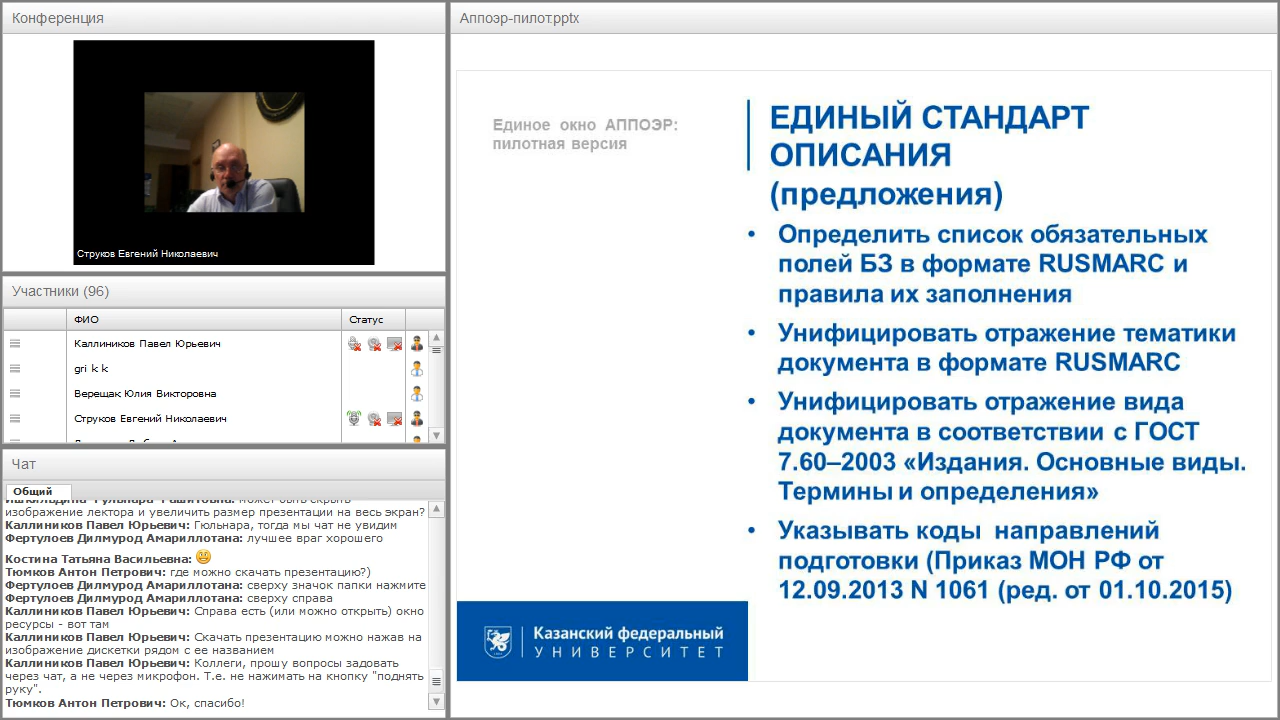 Конференция
Струков Евгений Николаевич
Участники (96)
ФИО
Статус
Каллиников Павел Юрьевич
gri k k
Верещак Юлия Викторовна
Струков Евгений Николаевич
Чат
Общий
может быть скрыть
изображение лектора и увеличить размер презентации на весь экран?
Каллиников Павел Юрьевич: Гюльнара, тогда мы чат не увидим
Фертулоев Дилмурод Амариллотана: лучшее враг хорошего
Костина Татьяна Васильевна:
Тюмков Антон Петрович: где можно скачать презентацию?)
Фертулоев Дилмурод Амариллотана: сверху значок папки нажмите
Фертулоев Дилмурод Амариллотана: сверху справа
Каллиников Павел Юрьевич: Справа есть (или можно открыть) окно
ресурсы - вот там
Каллиников Павел Юрьевич: Скачать презентацию можно нажав на
изображение дискетки рядом с ее названием
Каллиников Павел Юрьевич: Коллеги, прошу вопросы задовать
через чат, а не через микрофон. Т.е. не нажимать на кнопку "поднять
руку".
Тюмков Антон Петрович: Ок, спасибо!
Аппоэр-пилот.pptx
Единое окно АППОЭР:
пилотная версия
ЕДИНЫЙ СТАНДАРТ
ОПИСАНИЯ
(предложения)
• Определить список обязательных
полей БЗ в формате RUSMARC и
правила их заполнения
• Унифицировать отражение тематики
документа в формате RUSMARC
• Унифицировать отражение вида
документа в соответствии с ГОСТ
7.60–2003 «Издания. Основные виды.
Термины и определения»
• Указывать коды направлений
подготовки (Приказ МОН РФ от
12.09.2013 N 1061 (ред. от 01.10.2015)
Казанский федеральный
УНИВЕРСИТЕТ